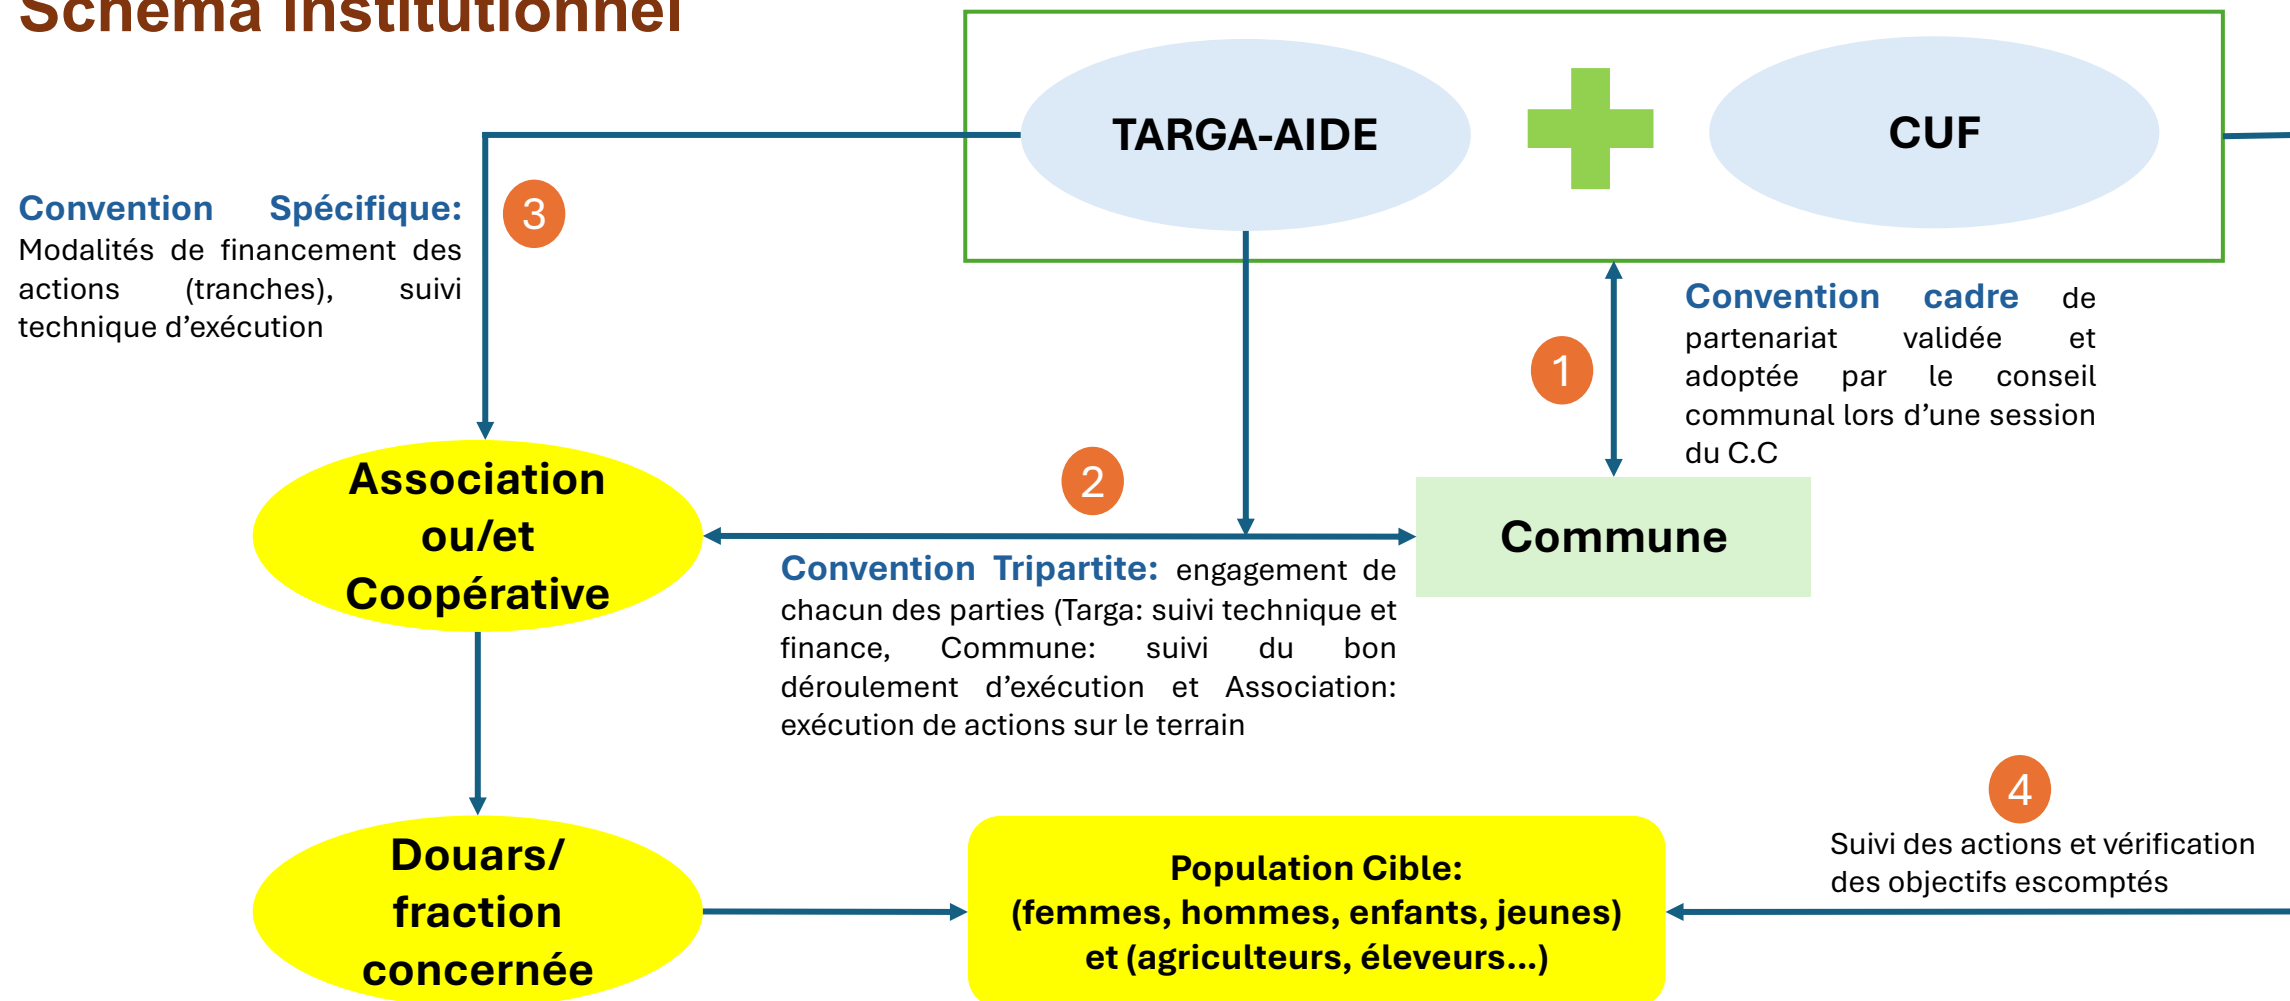 Schéma institutionnel
TARGA-AIDE
CUF
Convention Spécifique:
Modalités de financement des
actions (tranches), suivi
technique d’exécution
3
Convention cadre de
partenariat validée et
adoptée par le conseil
communal lors d’une session
du C.C
1
2
Association
ou/et
Coopérative
Commune
Convention Tripartite: engagement de
chacun des parties (Targa: suivi technique et
finance, Commune: suivi du bon
déroulement d’exécution et Association:
exécution de actions sur le terrain
4
Suivi des actions et vérification
des objectifs escomptés
Douars/
fraction
concernée
Population Cible:
(femmes, hommes, enfants, jeunes)
et (agriculteurs, éleveurs...)